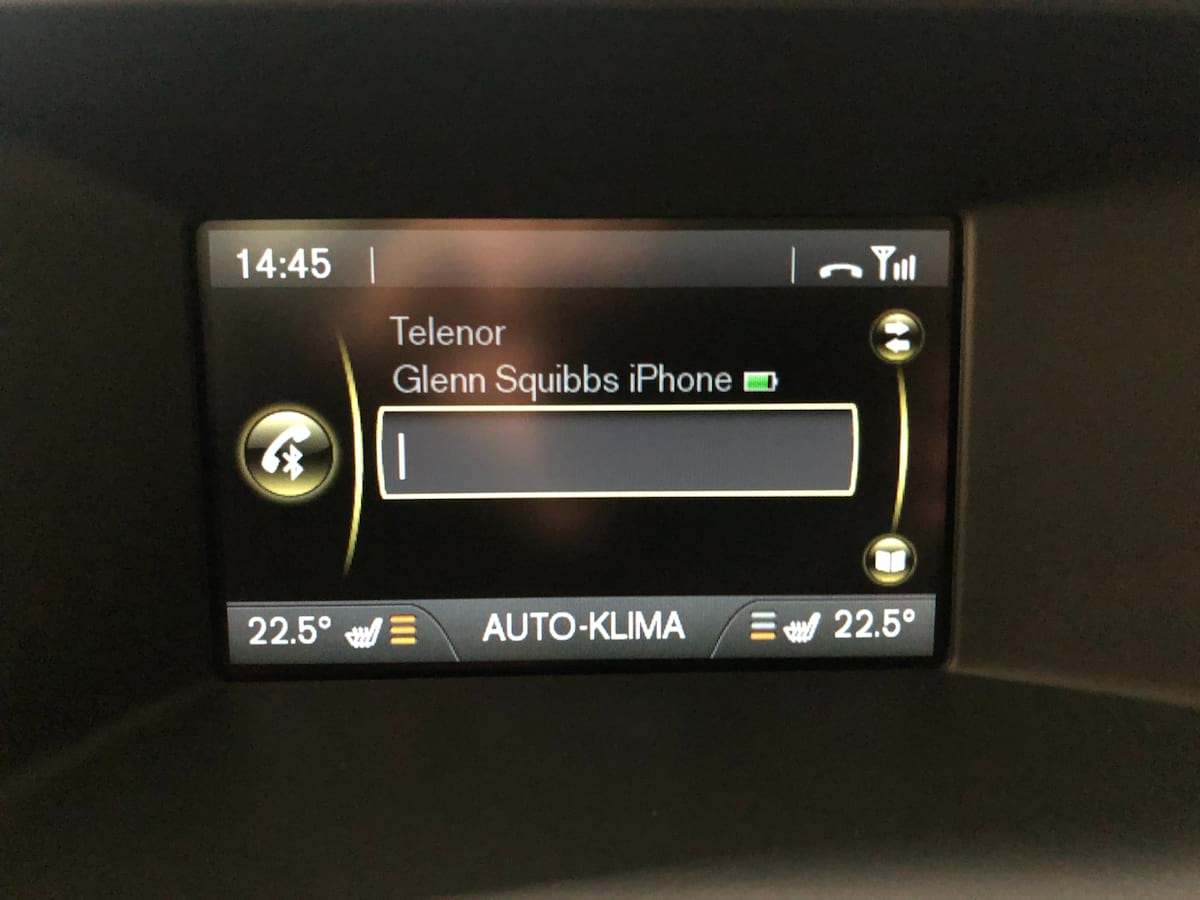 14:45
Telenor
Glenn Squibbs iPhone
22.5° AUTO-KLIMA 22.5°